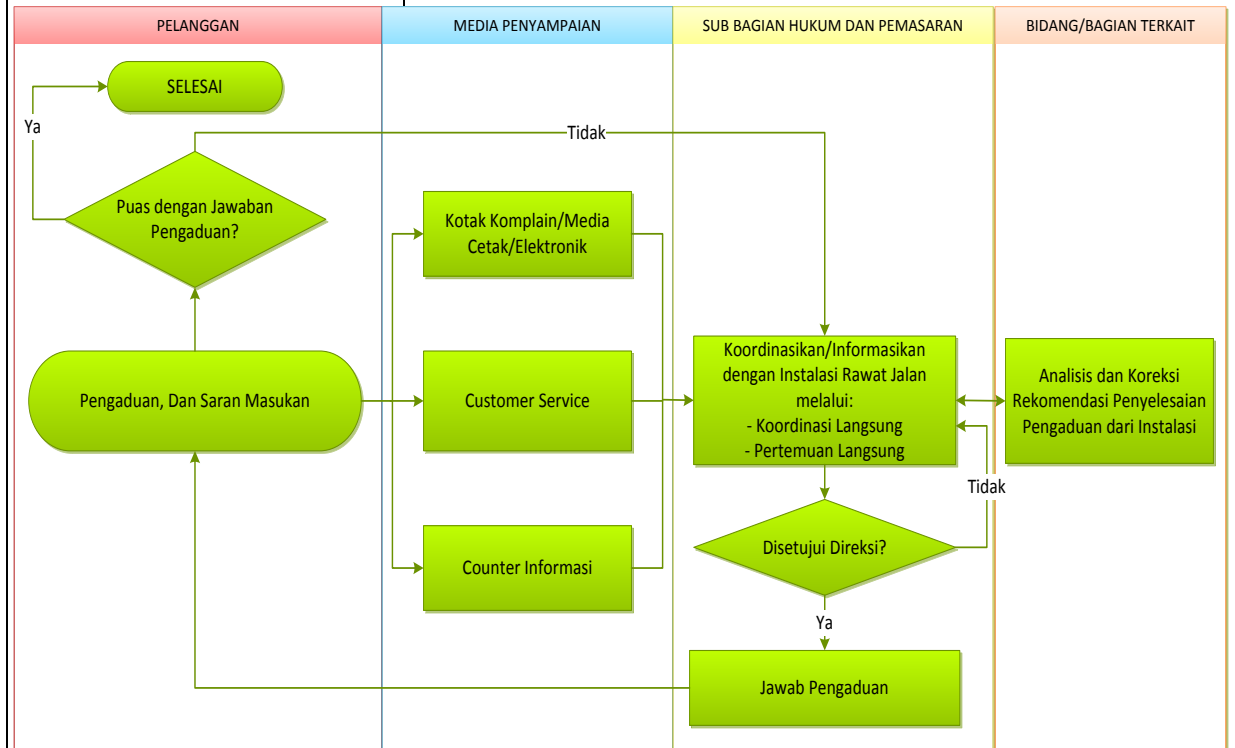 PELANGGAN
MEDIA PENYAMPAIAN
SUB BAGIAN HUKUM DAN PEMASARAN
BIDANG/BAGIAN TERKAIT
SELESAI
Ya
Tidak
Puas dengan Jawaban
Pengaduan?
Kotak Komplain/Media
Cetak/Elektronik
Pengaduan, Dan Saran Masukan
Customer Service
Koordinasikan/Informasikan
dengan Instalasi Rawat Jalan
melalui:
- Koordinasi Langsung
- Pertemuan Langsung
Analisis dan Koreksi
Rekomendasi Penyelesaian
Pengaduan dari Instalasi
Tidak
Counter Informasi
Disetujui Direksi?
Ya
Jawab Pengaduan